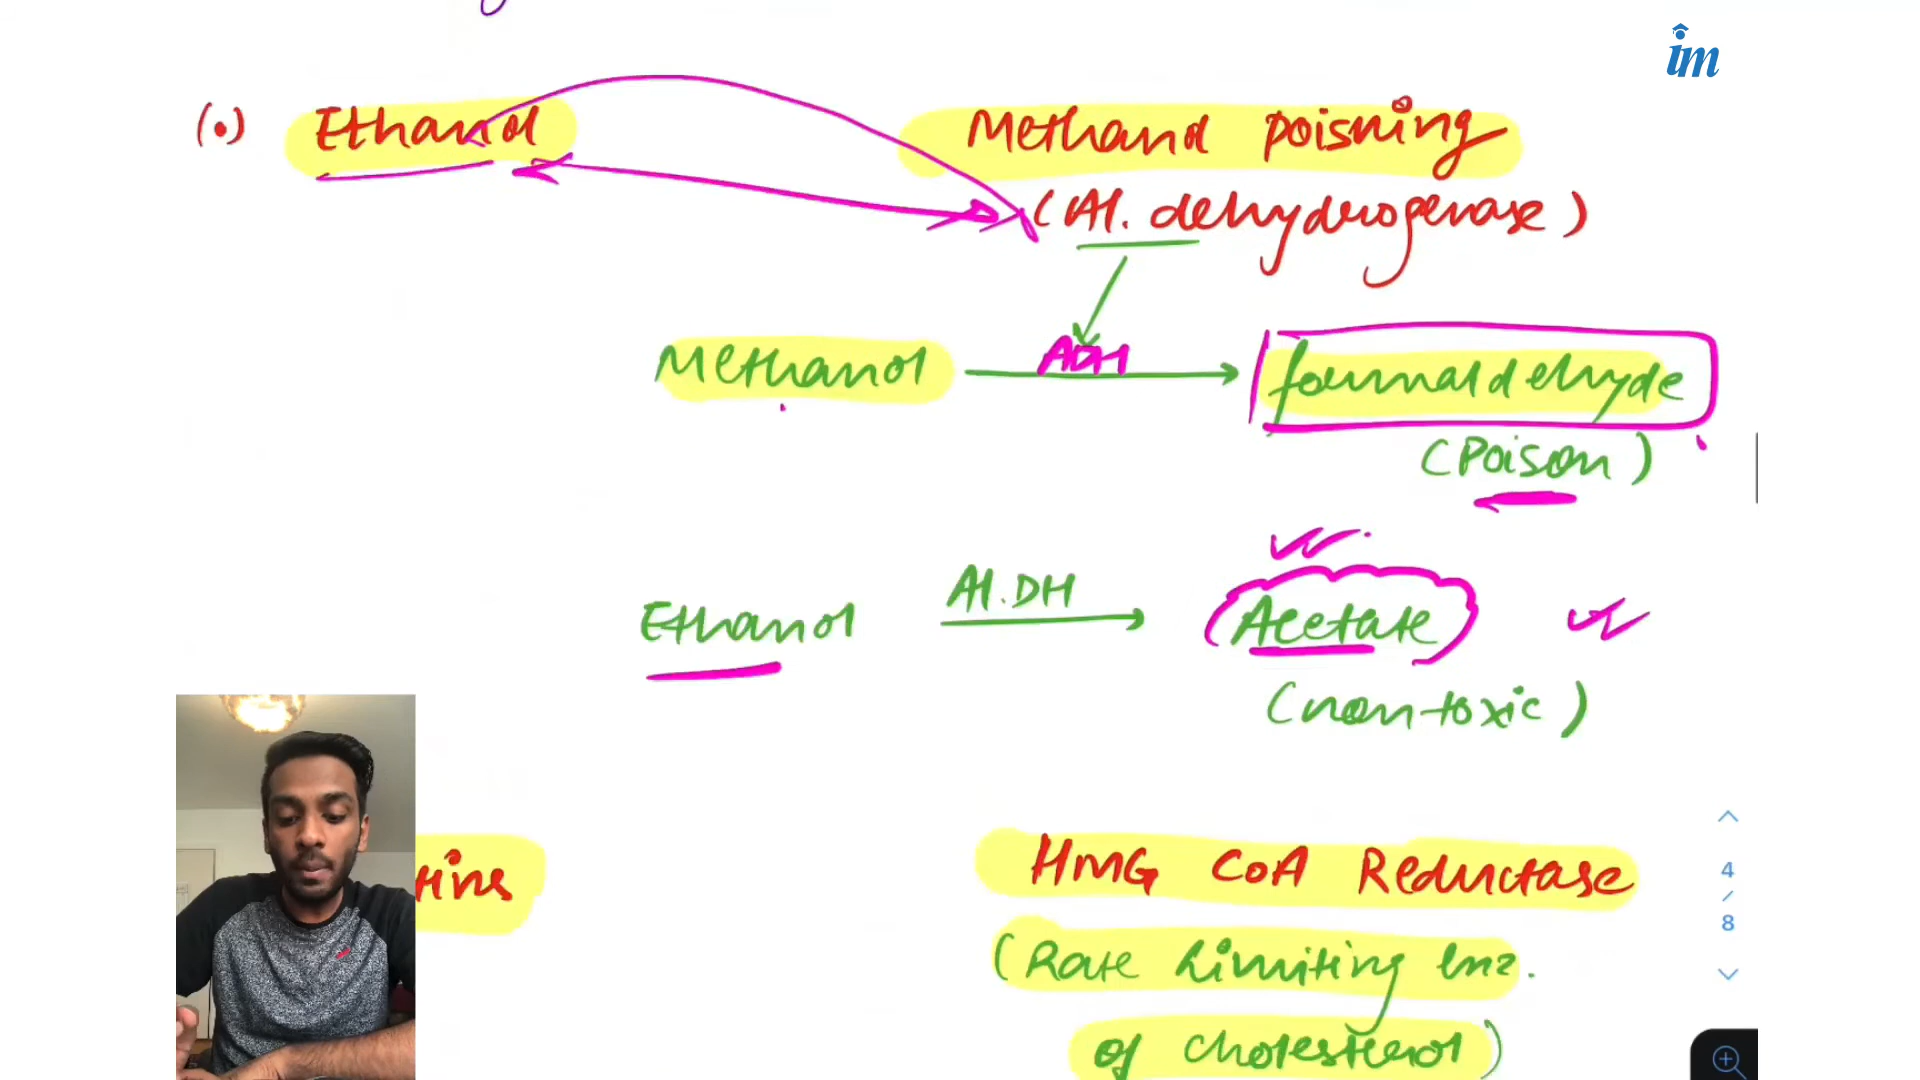 im
(.) Ethanol Methanol poisning
(Al. dehydrogenase)
Methanol ADH formaldehyde
(Poison)
Al.DH
Ethanol Acetate
(non-toxic)
tins HMG COA Reductase
(Rate Limiting Enz.
of cholesterol)
4
/
8